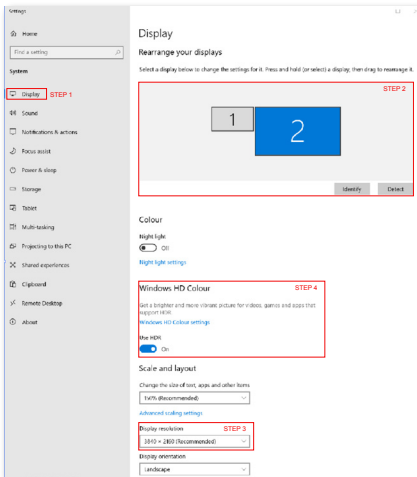 Settings
Home
Find a setting
System
Display
STEP 1
Sound
Notifications & actions
Focus assist
Power & sleep
Storage
Tablet
Multi-tasking
Projecting to this PC
Shared experiences
Clipboard
Remote Desktop
About
Display
Rearrange your displays
Select a display below to change the settings for it. Press and hold (or select) a display, then drag to rearrange it.
STEP 2
1
2
Identify
Detect
Colour
Night light
Off
Night light settings
Windows HD Colour
STEP 4
Get a brighter and more vibrant picture for videos, games and apps that
support HDR.
Windows HD Colour settings
Use HDR
On
Scale and layout
Change the size of text, apps and other items
(Recommended)
Advanced scaling settings
Display resolution
STEP 3
3840 × 2160 (Recommended)
Display orientation
Landscape